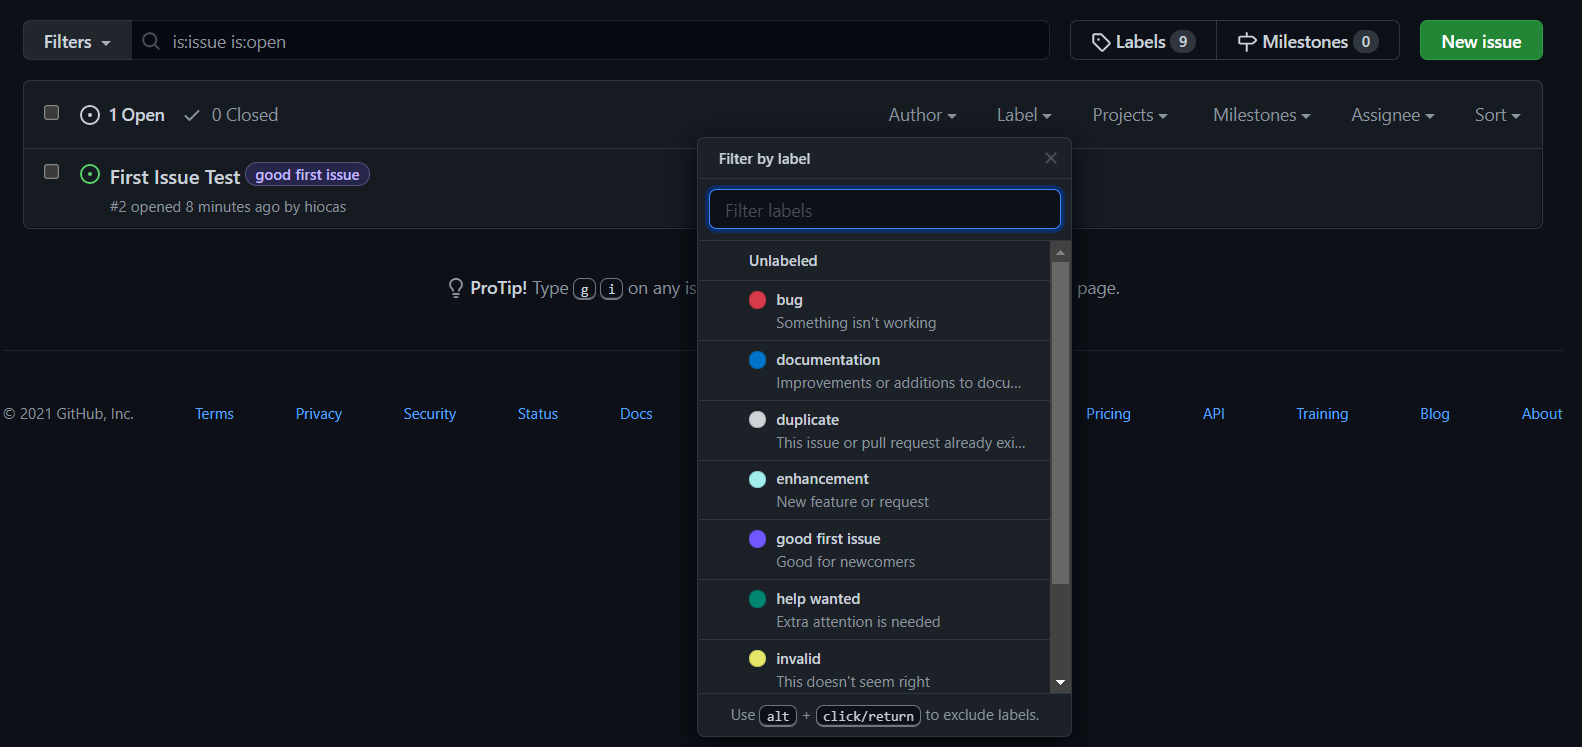 Filters is:issue is:open Labels 9 Milestones 0 New issue
1 Open 0 Closed Author Label Projects Milestones Assignee Sort
First Issue Test good first issue
#2 opened 8 minutes ago by hiocas
Filter by label
Filter labels
Unlabeled
bug
Something isn't working
documentation
Improvements or additions to docu...
duplicate
This issue or pull request already exi...
enhancement
New feature or request
good first issue
Good for newcomers
help wanted
Extra attention is needed
invalid
This doesn't seem right
Use alt + click/return to exclude labels.
ProTip! Type g i on any is page.
© 2021 GitHub, Inc. Terms Privacy Security Status Docs Pricing API Training Blog About